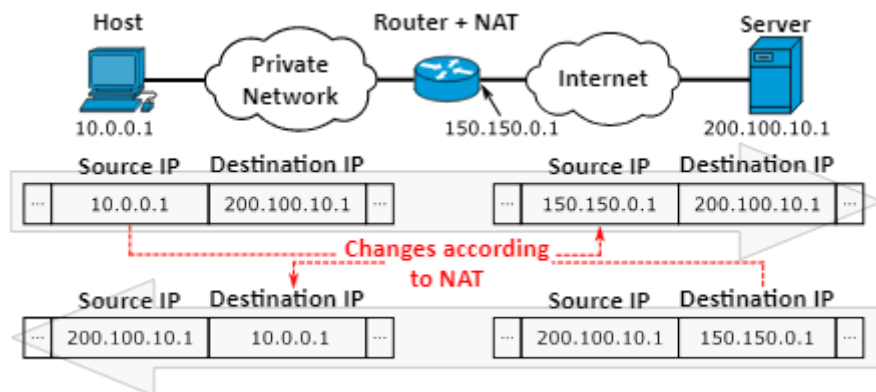 Host Router + NAT Server
Private Network
Internet
10.0.0.1 150.150.0.1 200.100.10.1
Source IP Destination IP Source IP Destination IP
... 10.0.0.1 200.100.10.1 ... ... 150.150.0.1 200.100.10.1 ...
Changes according
to NAT
Source IP Destination IP Source IP Destination IP
... 200.100.10.1 10.0.0.1 ... ... 200.100.10.1 150.150.0.1 ...